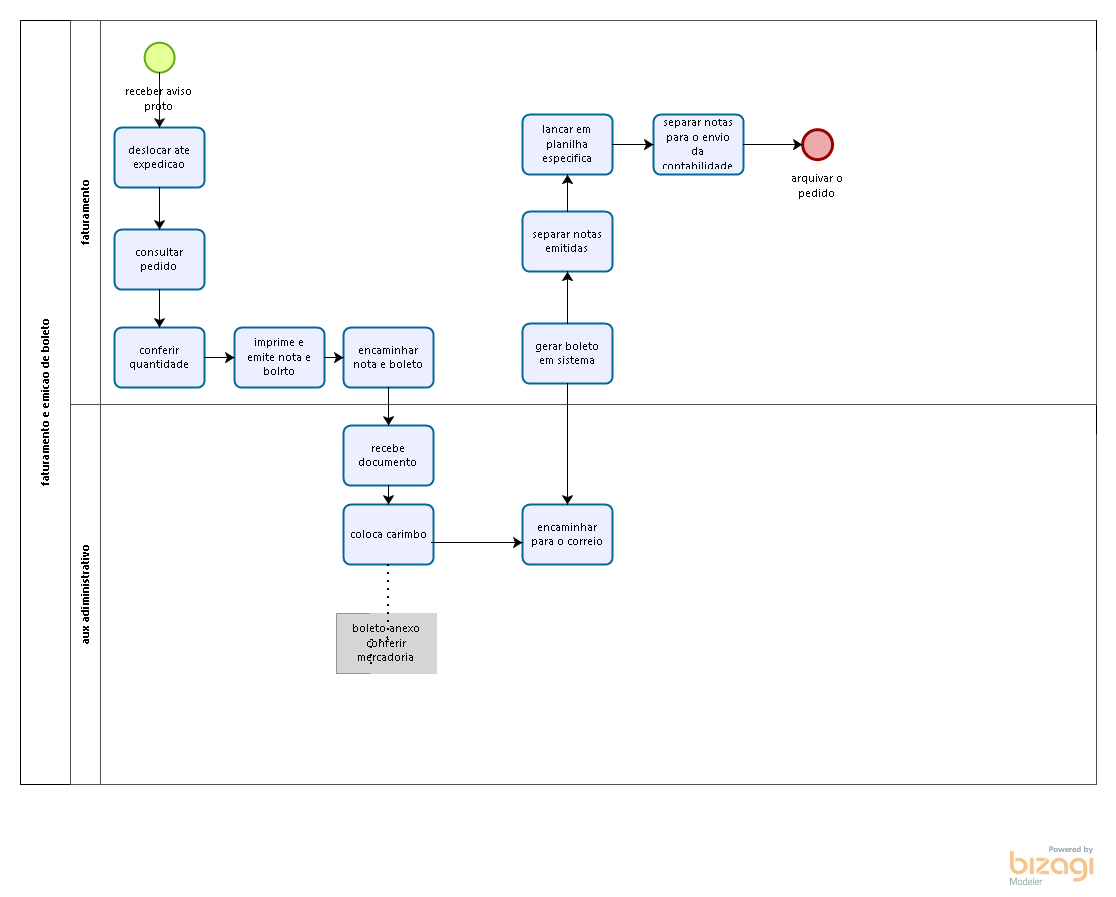 faturamento e emicao de boleto
faturamento
receber aviso
proto
deslocar ate
expedicao
consultar
pedido
conferir
quantidade
imprime e
emite nota e
bolrto
encaminhar
nota e boleto
lancar em
planilha
especifica
separar notas
para o envio
da
contabilidade
arquivar o
pedido
separar notas
emitidas
gerar boleto
em sistema
aux adiministrativo
recebe
documento
coloca carimbo
encaminhar
para o correio
boleto anexo
conferir
mercadoria
Powered by
bizagi
Modeler